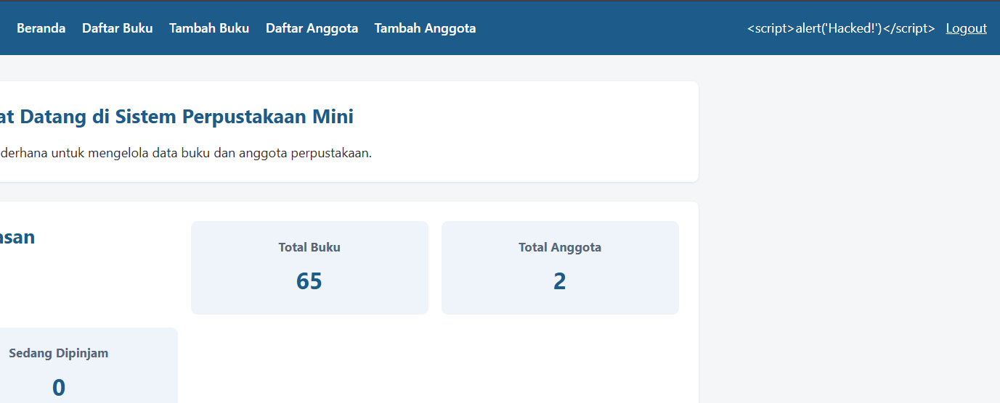 Beranda Daftar Buku Tambah Buku Daftar Anggota Tambah Anggota <script>alert('Hacked!')</script> Logout
at Datang di Sistem Perpustakaan Mini
derhana untuk mengelola data buku dan anggota perpustakaan.
asan
Total Buku
65
Total Anggota
2
Sedang Dipinjam
0